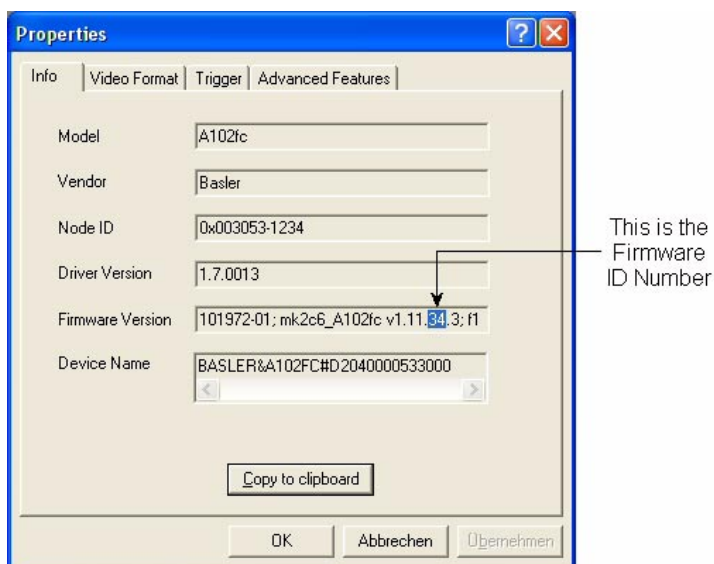 Properties
Info Video Format Trigger Advanced Features
Model A102fc
Vendor Basler
Node ID 0x003053-1234
Driver Version 1.7.0013
Firmware Version 101972-01; mk2c6_A102fc v1.11.34.3; f1
Device Name BASLER&A102FC#D2040000533000
Copy to clipboard
OK Abbrechen Übernehmen
This is the
Firmware
ID Number